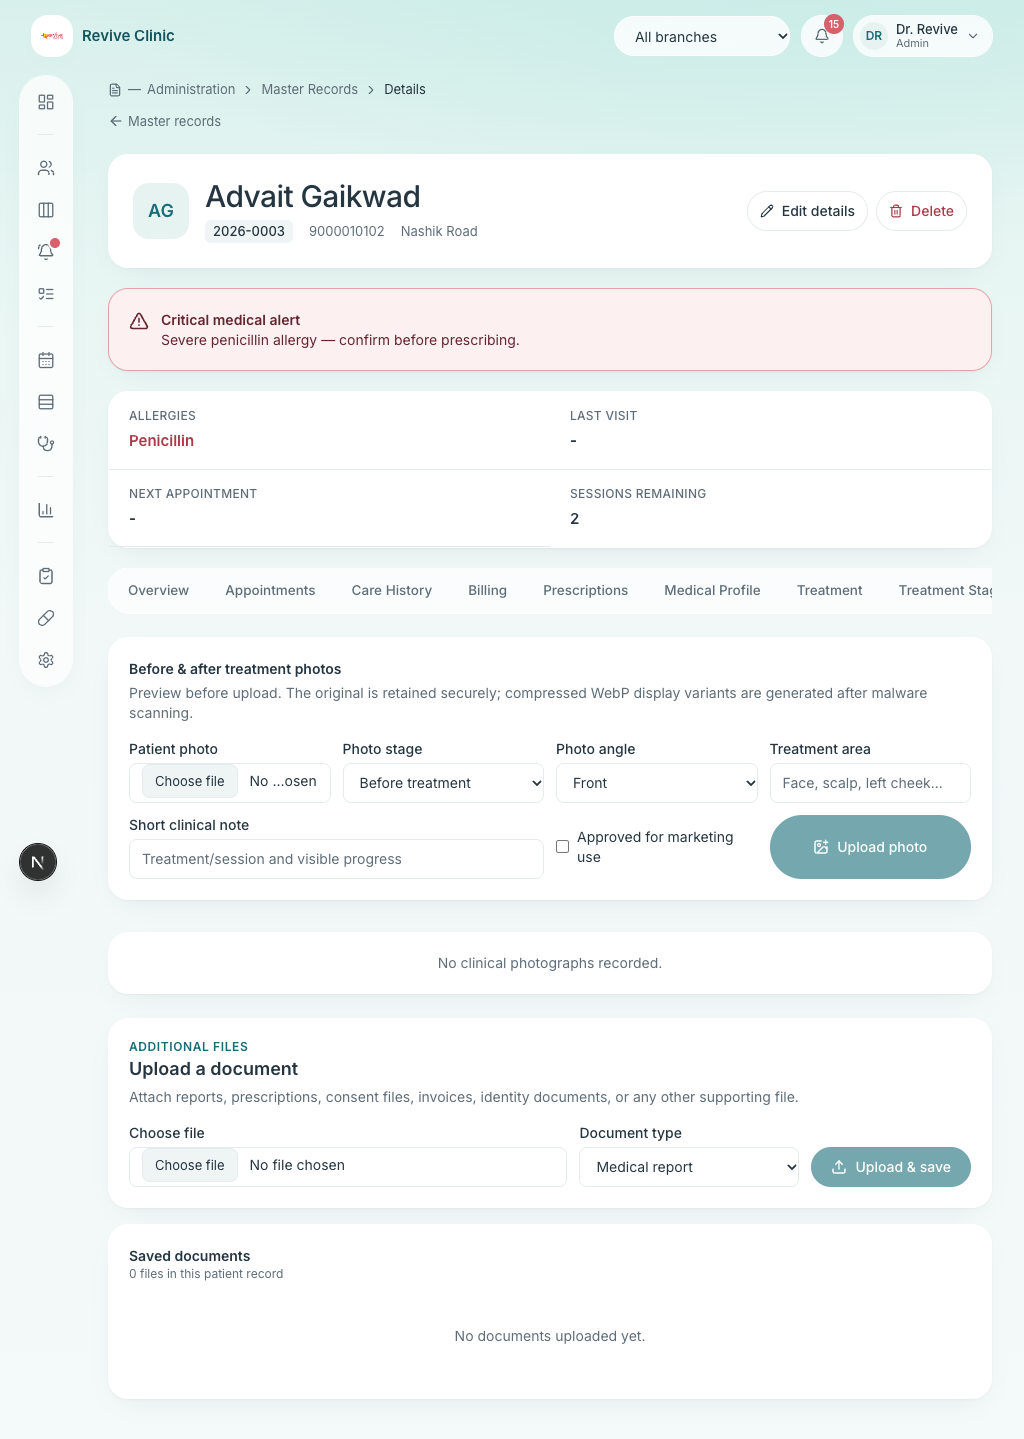 Revive Clinic
All branches
15
DR
Dr. Revive
Admin
— Administration
Master Records
Details
Master records
AG
Advait Gaikwad
2026-0003
9000010102
Nashik Road
Edit details
Delete
Critical medical alert
Severe penicillin allergy — confirm before prescribing.
ALLERGIES
Penicillin
LAST VISIT
-
NEXT APPOINTMENT
-
SESSIONS REMAINING
2
Overview
Appointments
Care History
Billing
Prescriptions
Medical Profile
Treatment
Treatment Stag
Before & after treatment photos
Preview before upload. The original is retained securely; compressed WebP display variants are generated after malware
scanning.
Patient photo
Photo stage
Photo angle
Treatment area
Choose file
No ...osen
Before treatment
Front
Face, scalp, left cheek...
Short clinical note
Treatment/session and visible progress
Approved for marketing
use
Upload photo
N
No clinical photographs recorded.
ADDITIONAL FILES
Upload a document
Attach reports, prescriptions, consent files, invoices, identity documents, or any other supporting file.
Choose file
Document type
Choose file
No file chosen
Medical report
Upload & save
Saved documents
0 files in this patient record
No documents uploaded yet.